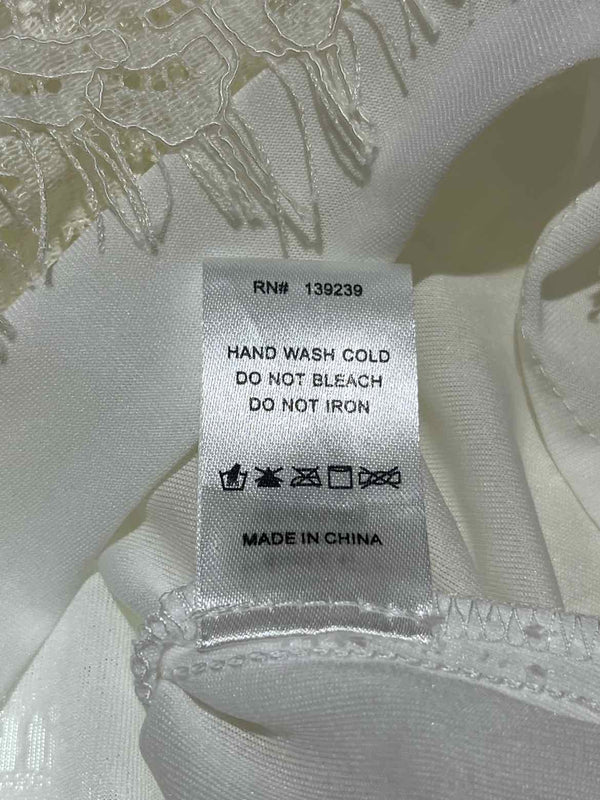 RN# 139239
HAND WASH COLD
DO NOT BLEACH
DO NOT IRON
MADE IN CHINA